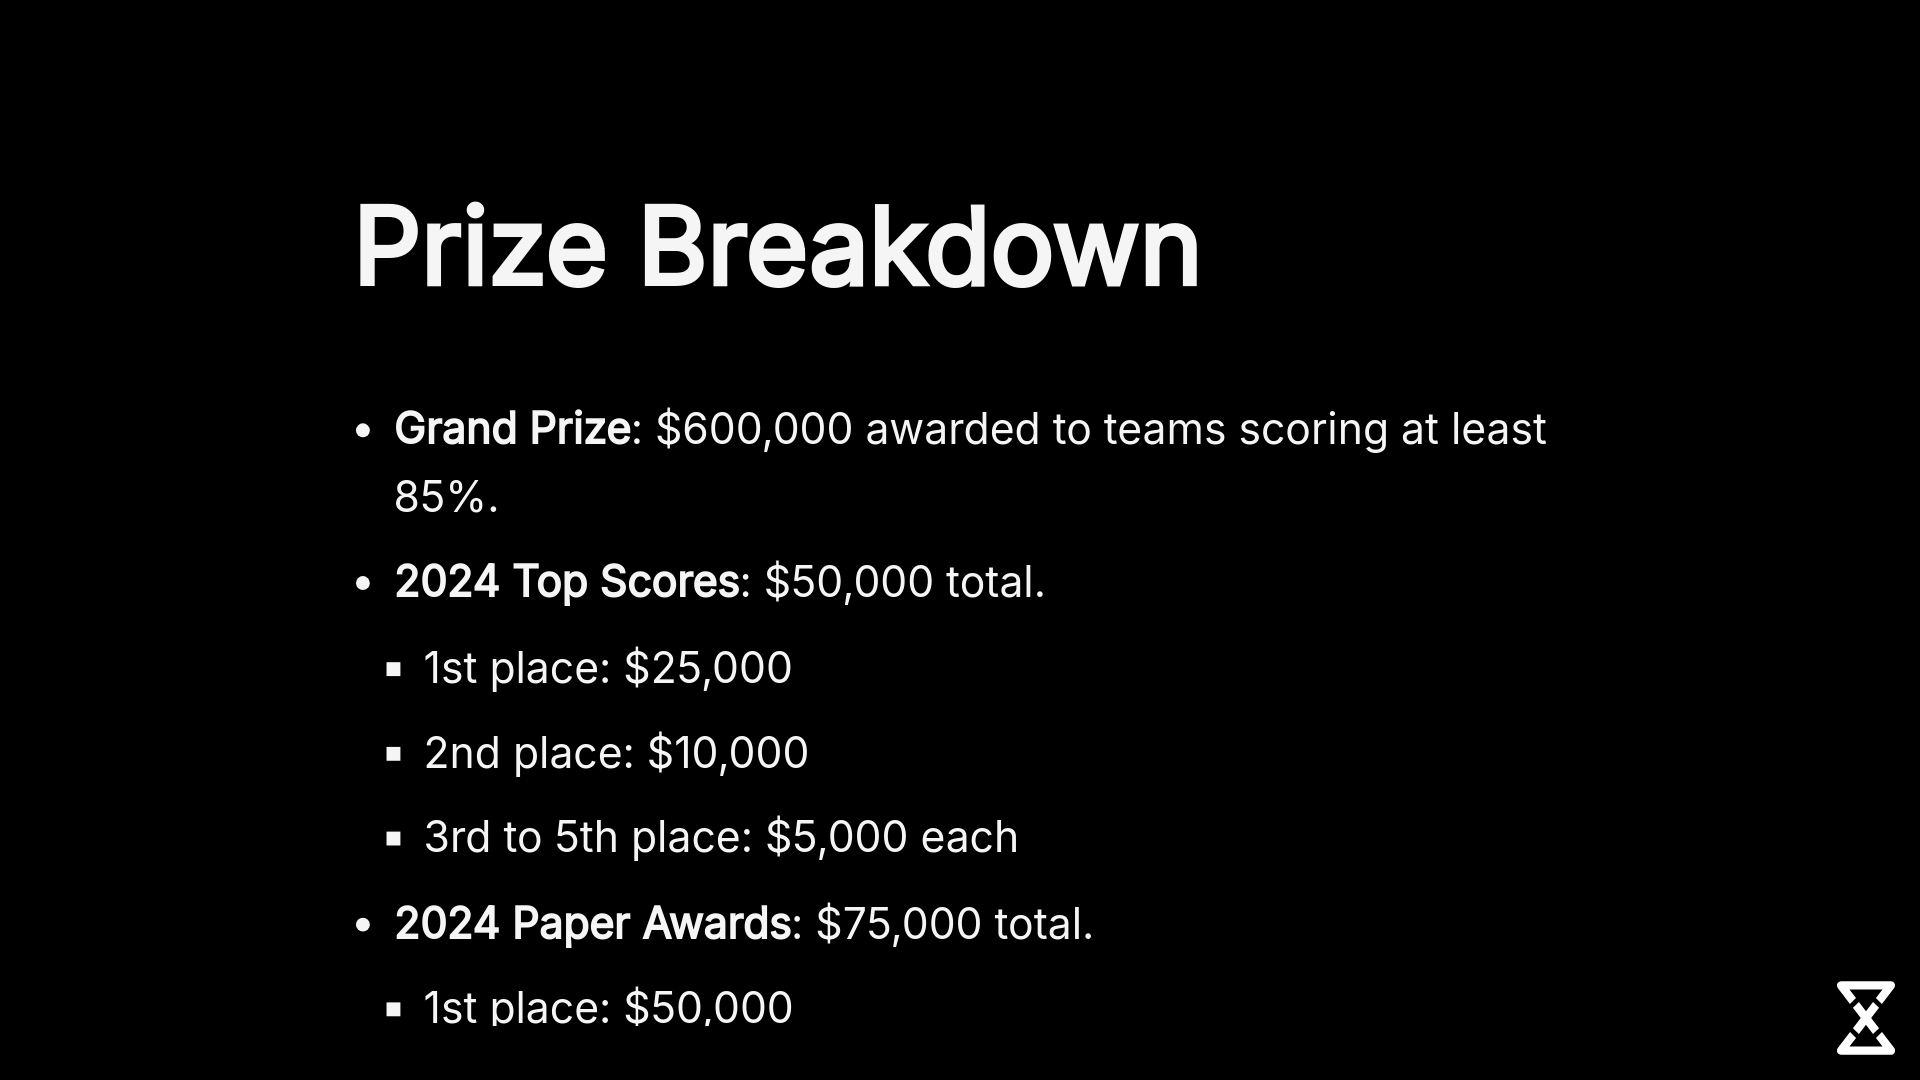 Prize Breakdown
• Grand Prize: $600,000 awarded to teams scoring at least
85%.
• 2024 Top Scores: $50,000 total.
▪ 1st place: $25,000
▪ 2nd place: $10,000
▪ 3rd to 5th place: $5,000 each
• 2024 Paper Awards: $75,000 total.
▪ 1st place: $50,000